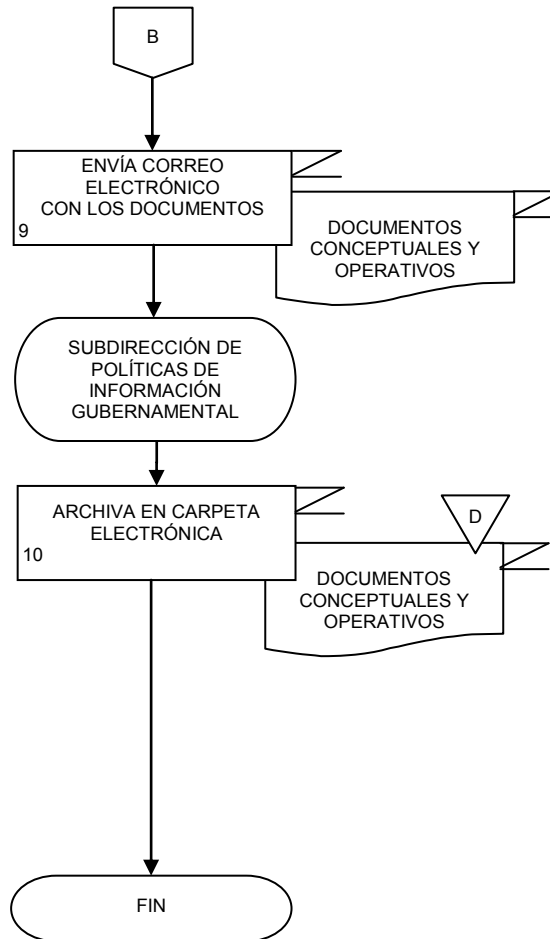 B
ENVÍA CORREO
ELECTRÓNICO
CON LOS DOCUMENTOS
9
DOCUMENTOS
CONCEPTUALES Y
OPERATIVOS
SUBDIRECCIÓN DE
POLÍTICAS DE
INFORMACIÓN
GUBERNAMENTAL
ARCHIVA EN CARPETA
ELECTRÓNICA
10
D
DOCUMENTOS
CONCEPTUALES Y
OPERATIVOS
FIN